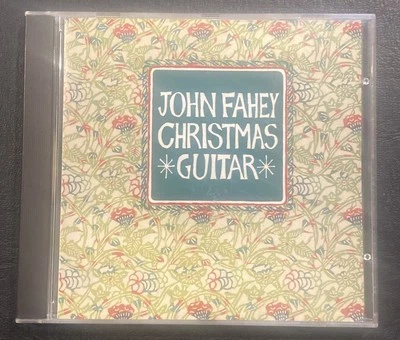 JOHN FAHEY
CHRISTMAS
*GUITAR*